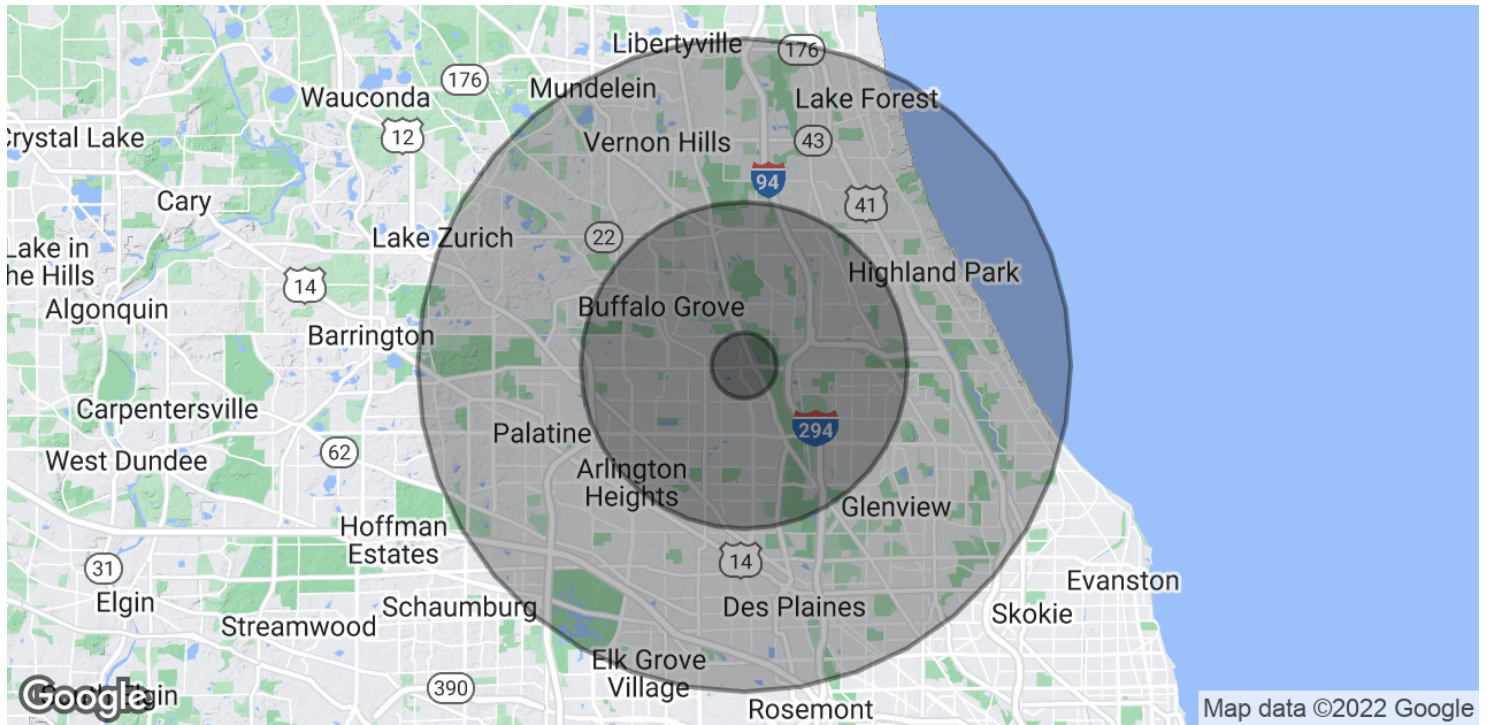 Libertyville
176
176
Mundelein
Wauconda
Lake Forest
12
Crystal Lake
Vernon Hills
43
94
Cary
41
Lake Zurich
22
Lake in
he Hills
Highland Park
14
Algonquin
Buffalo Grove
Barrington
Carpentersville
294
Palatine
62
West Dundee
Arlington
Heights
Glenview
Hoffman
Estates
14
31
Evanston
Elgin
Schaumburg
Des Plaines
Skokie
Streamwood
Elk Grove
Village
390
Google
Elgin
Rosemont
Map data ©2022 Google